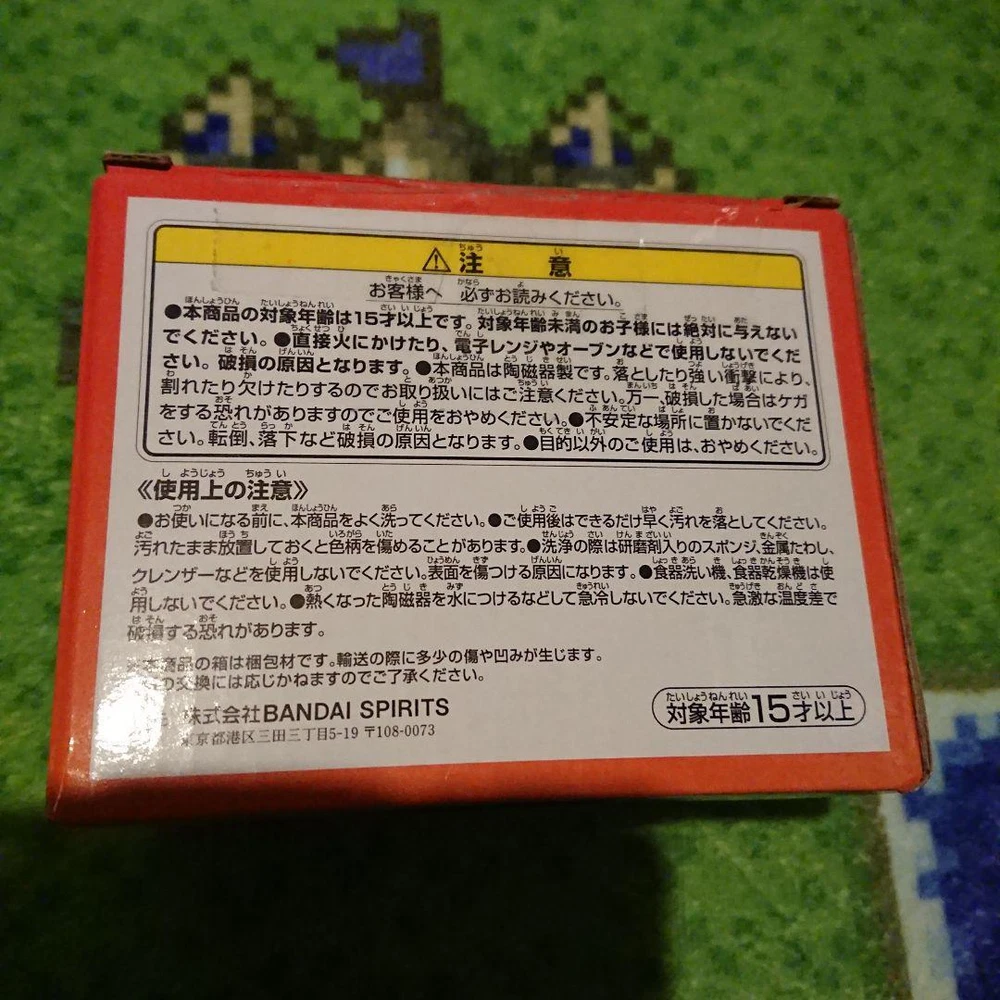 ⚠注意
お客様へ 必ずお読みください。
●本商品の対象年齢は15才以上です。対象年齢未満のお子様には絶対に与えない
でください。●直接火にかけたり、電子レンジやオーブンなどで使用しないでくだ
さい。破損の原因となります。●本商品は陶磁器製です。落としたり強い衝撃により、
割れたり欠けたりするのでお取り扱いにはご注意ください。万一、破損した場合はケガ
をする恐れがありますのでご使用をおやめください。●不安定な場所に置かないでくだ
さい。転倒、落下など破損の原因となります。●目的以外のご使用は、おやめください。
《使用上の注意》
●お使いになる前に、本商品をよく洗ってください。●ご使用後はできるだけ早く汚れを落としてください。
汚れたまま放置しておくと色柄を傷めることがあります。●洗浄の際は研磨剤入りのスポンジ、金属たわし、
クレンザーなどを使用しないでください。表面を傷つける原因になります。●食器洗い機、食器乾燥機は使
用しないでください。●熱くなった陶磁器を水につけるなどして急冷しないでください。急激な温度差で
破損する恐れがあります。
※本商品の箱は梱包材です。輸送の際に多少の傷や凹みが生じます。
の交換には応じかねますのでご了承ください。
株式会社BANDAI SPIRITS
東京都港区三田三丁目5-19 〒108-0073
対象年齢15才以上